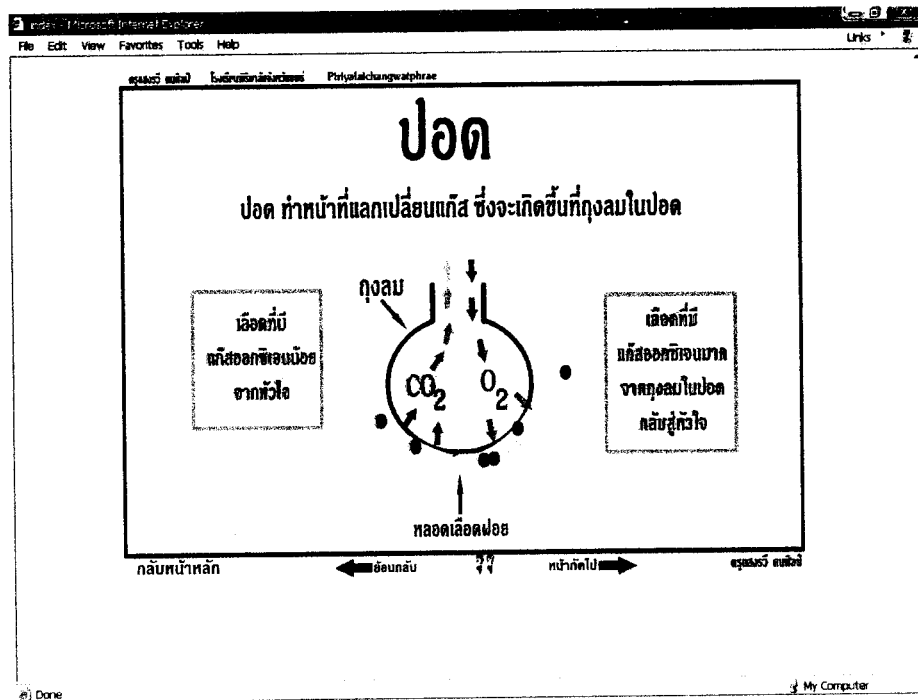 index - Microsoft Internet Explorer
File Edit View Favorites Tools Help
Links
Phiriyalaichangwatphrae
ปอด
ปอด ทำหน้าที่แลกเปลี่ยนแก๊ส ซึ่งจะเกิดขึ้นที่ถุงลมในปอด
ถุงลม
เลือดที่มี
แก๊สออกซิเจนน้อย
จากหัวใจ
CO2
O2
เลือดที่มี
แก๊สออกซิเจนมาก
จากถุงลมในปอด
กลับสู่หัวใจ
หลอดเลือดฝอย
กลับหน้าหลัก
ย้อนกลับ
หน้าถัดไป
Done
My Computer